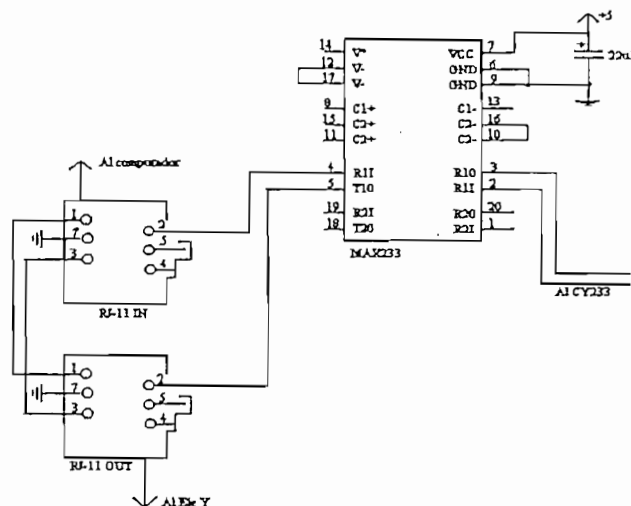 +5
14 V+ VCC 7
12 V- GND 6
17 V- GND 9
+
22u
8 C1+ C1- 13
15 C2+ C2- 16
11 C2+ C2- 10
4 R1I R1O 3
5 T1O R1I 2
19 R2I R2O 20
18 T2O R2I 1
MAX233
Al computador
1 2
7 5
3 4
RJ-11 IN
Al CY233
1 2
7 5
3 4
RJ-11 OUT
Al Eje Y